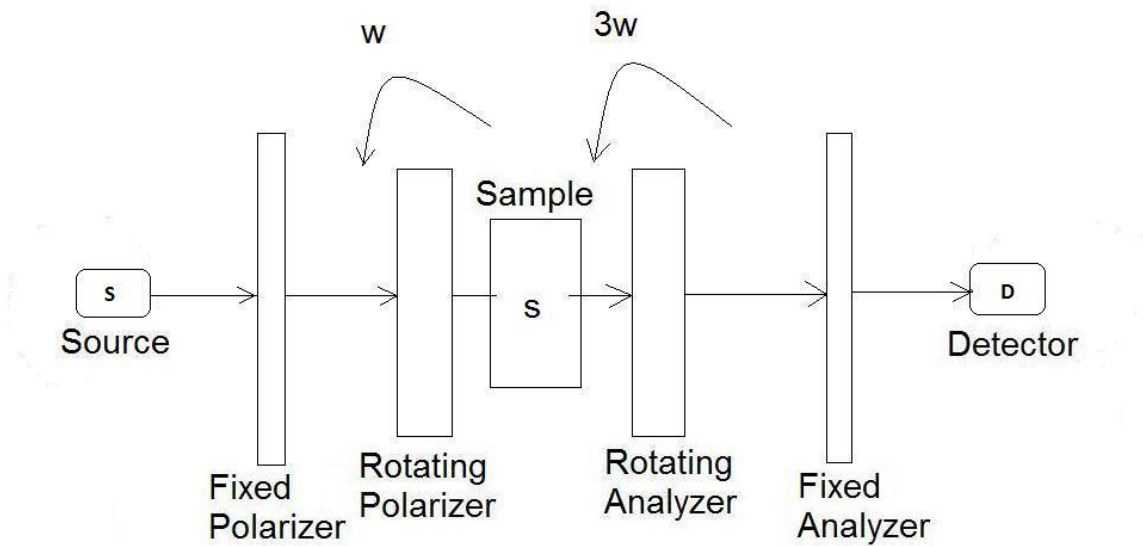 w
3w
Sample
S
S
D
Source
Detector
Fixed
Polarizer
Rotating
Polarizer
Rotating
Analyzer
Fixed
Analyzer